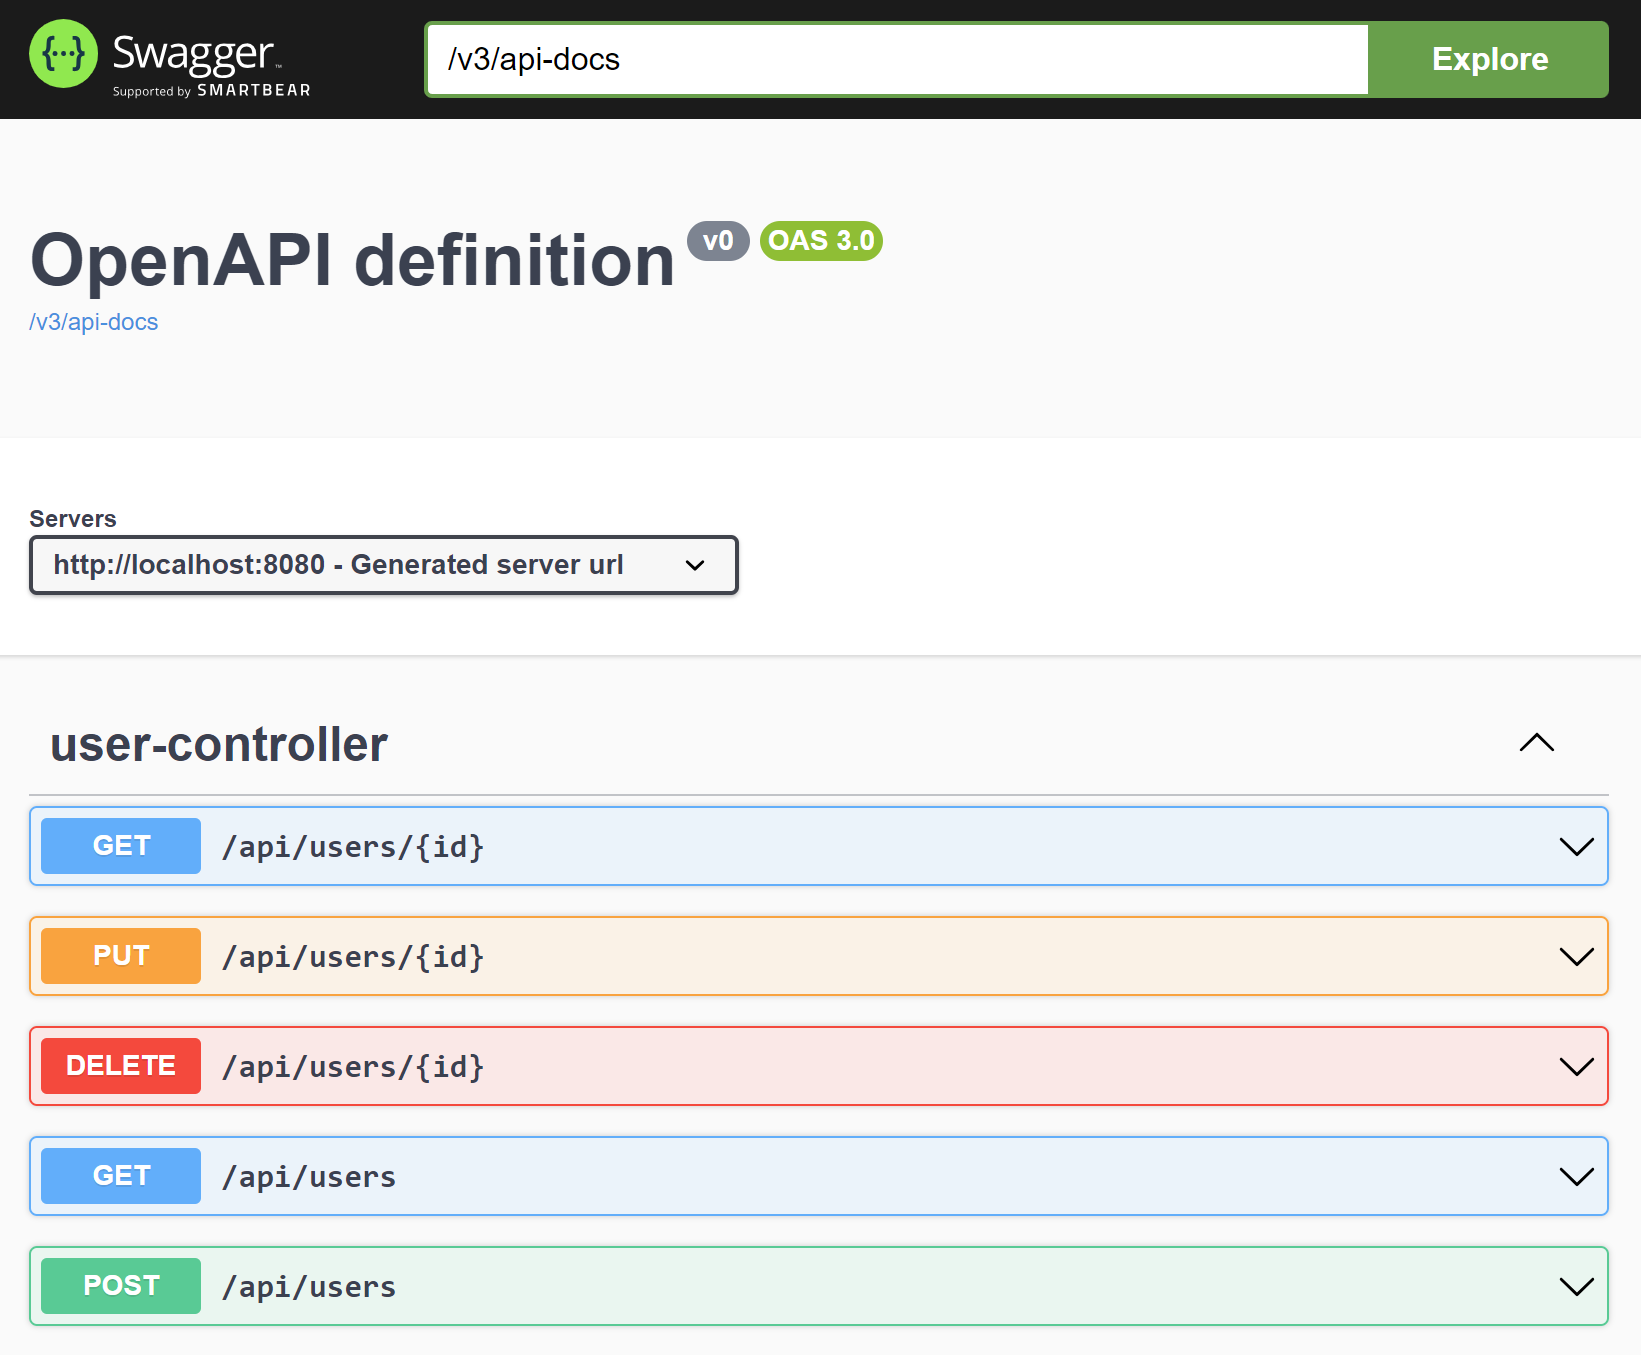 {···} Swagger™
Supported by SMARTBEAR
/v3/api-docs
Explore
OpenAPI definition v0 OAS 3.0
/v3/api-docs
Servers
http://localhost:8080 - Generated server url
user-controller
GET /api/users/{id}
PUT /api/users/{id}
DELETE /api/users/{id}
GET /api/users
POST /api/users